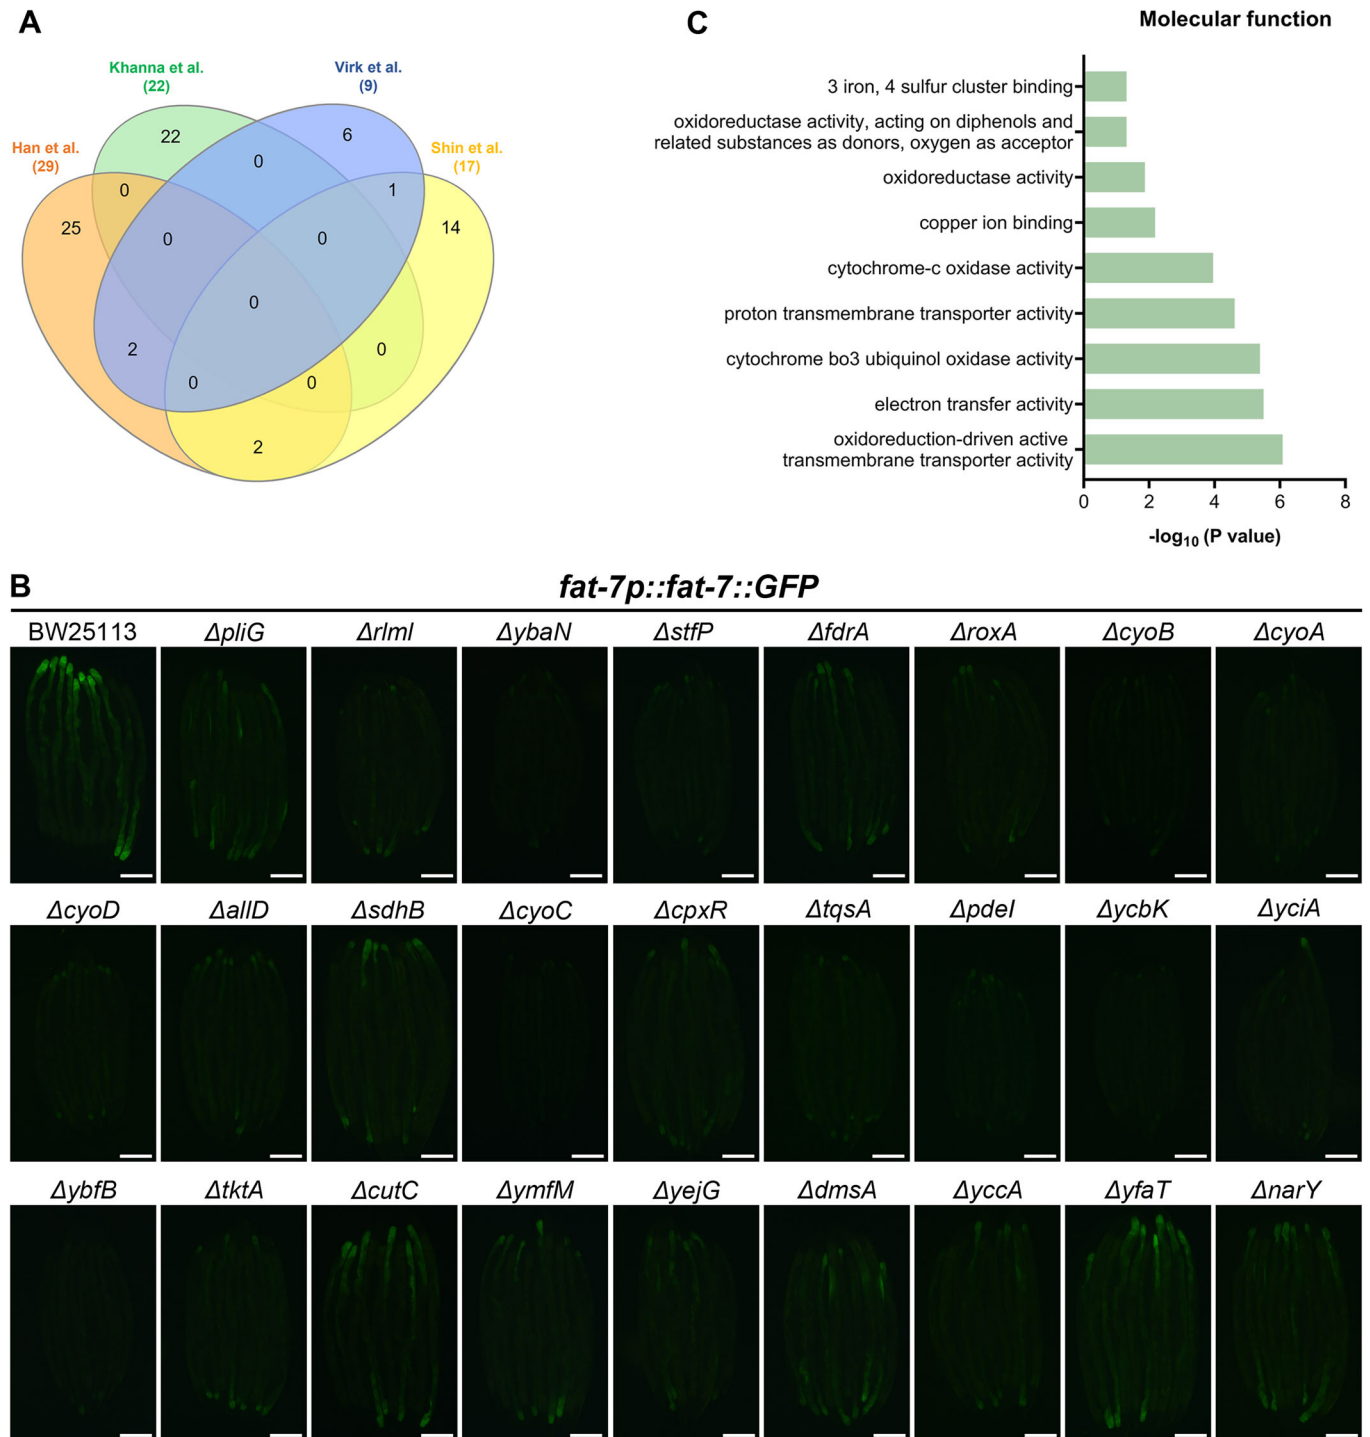 A
Khanna et al.
(22)
Virk et al.
(9)
Han et al.
(29)
Shin et al.
(17)
22
0
6
0
1
25
0
0
14
0
2
0
0
0
2
C
Molecular function
3 iron, 4 sulfur cluster binding
oxidoreductase activity, acting on diphenols and
related substances as donors, oxygen as acceptor
oxidoreductase activity
copper ion binding
cytochrome-c oxidase activity
proton transmembrane transporter activity
cytochrome bo3 ubiquinol oxidase activity
electron transfer activity
oxidoreduction-driven active
transmembrane transporter activity
0 2 4 6 8
-log₁₀ (P value)
B
fat-7p::fat-7::GFP
BW25113 ΔpliG ΔrlmI ΔybaN ΔstfP ΔfdrA ΔroxA ΔcyoB ΔcyoA
ΔcyoD ΔallD ΔsdhB ΔcyoC ΔcpxR ΔtqsA ΔpdeI ΔycbK ΔyciA
ΔybfB ΔtktA ΔcutC ΔymfM ΔyejG ΔdmsA ΔyccA ΔyfaT ΔnarY